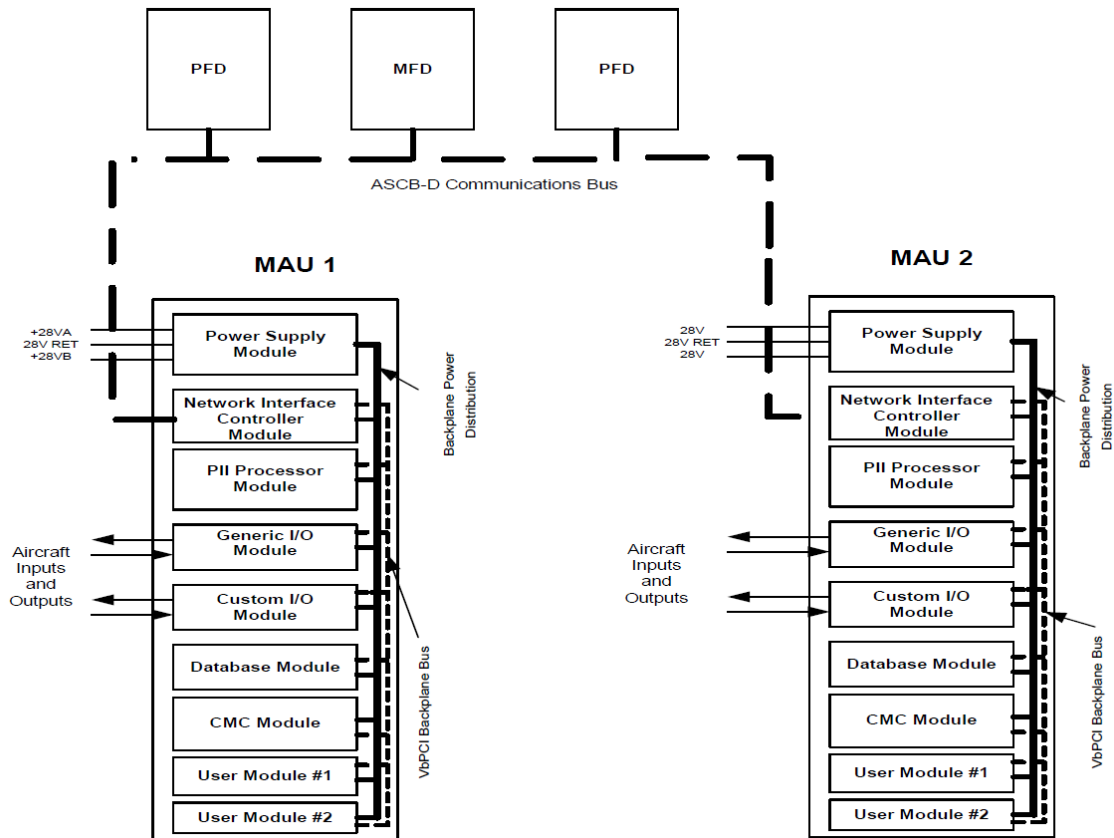 PFD
MFD
PFD
ASCB-D Communications Bus
MAU 1
+28VA
28V RET
+28VB
Power Supply
Module
Network Interface
Controller
Module
PII Processor
Module
Generic I/O
Module
Custom I/O
Module
Database Module
CMC Module
User Module #1
User Module #2
Aircraft
Inputs
and
Outputs
Backplane Power
Distribution
VbPCI Backplane Bus
MAU 2
28V
28V RET
28V
Power Supply
Module
Network Interface
Controller
Module
PII Processor
Module
Generic I/O
Module
Custom I/O
Module
Database Module
CMC Module
User Module #1
User Module #2
Aircraft
Inputs
and
Outputs
Backplane Power
Distribution
VbPCI Backplane Bus